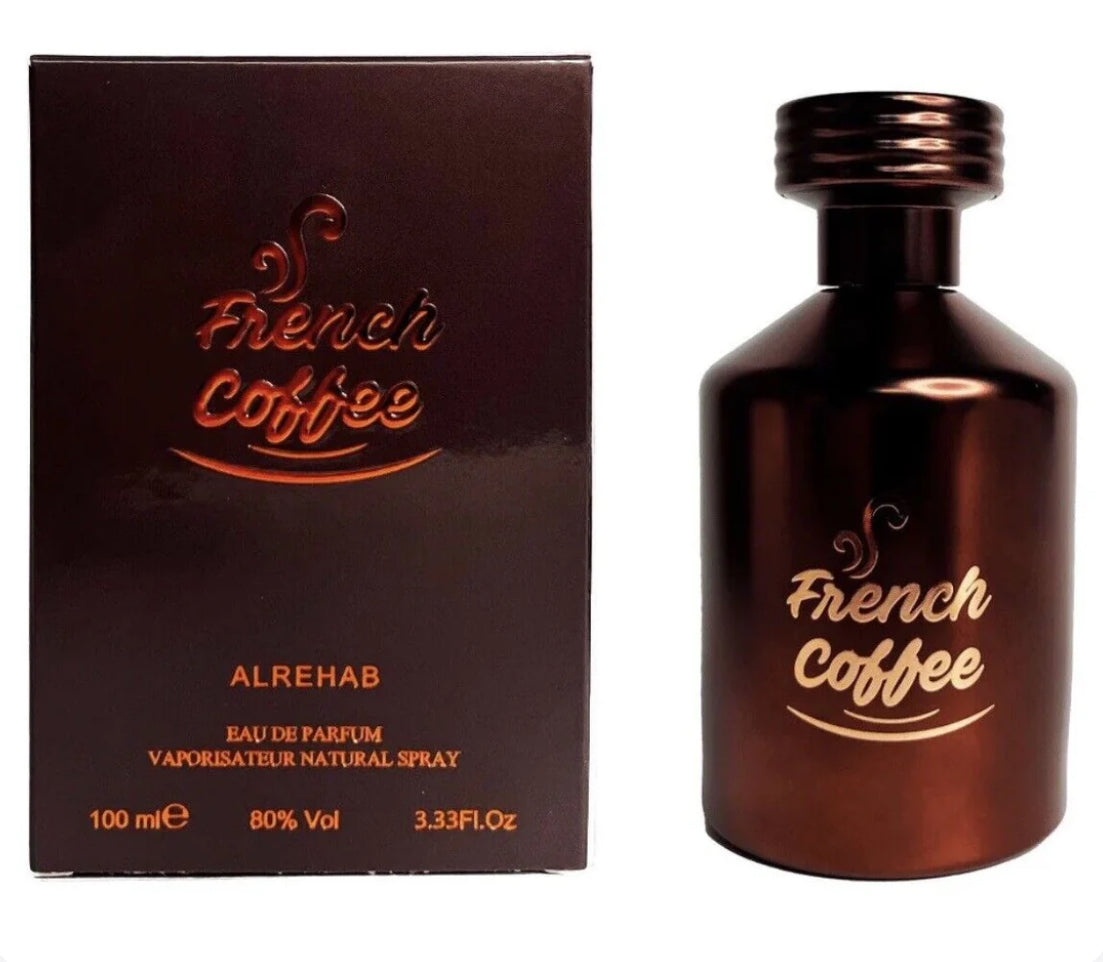 French
Coffee
ALREHAB
EAU DE PARFUM
VAPORISATEUR NATURAL SPRAY
100 ml℮ 80% Vol 3.33Fl.Oz
French
Coffee